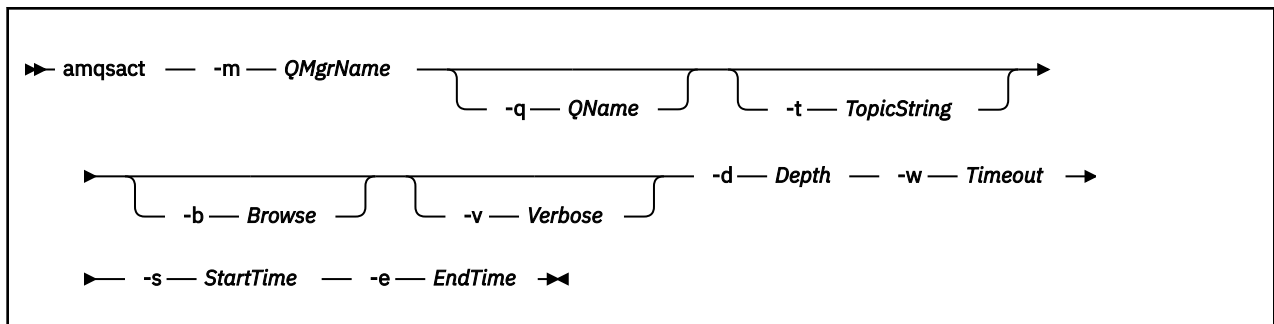 amqsact -m QMgrName
-q QName -t TopicString
-d Depth -w Timeout
-b Browse -v Verbose
-s StartTime -e EndTime